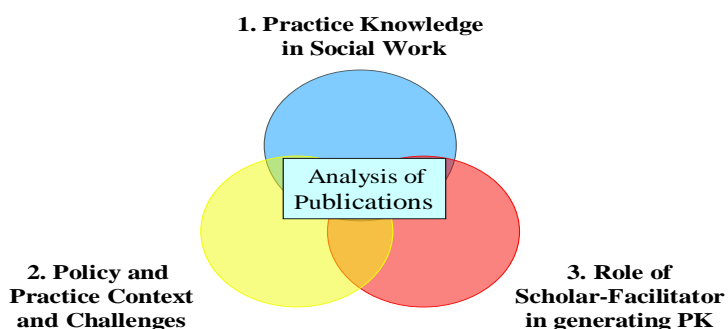 1. Practice Knowledge
in Social Work
Analysis of
Publications
2. Policy and
Practice Context
and Challenges
3. Role of
Scholar-Facilitator
in generating PK